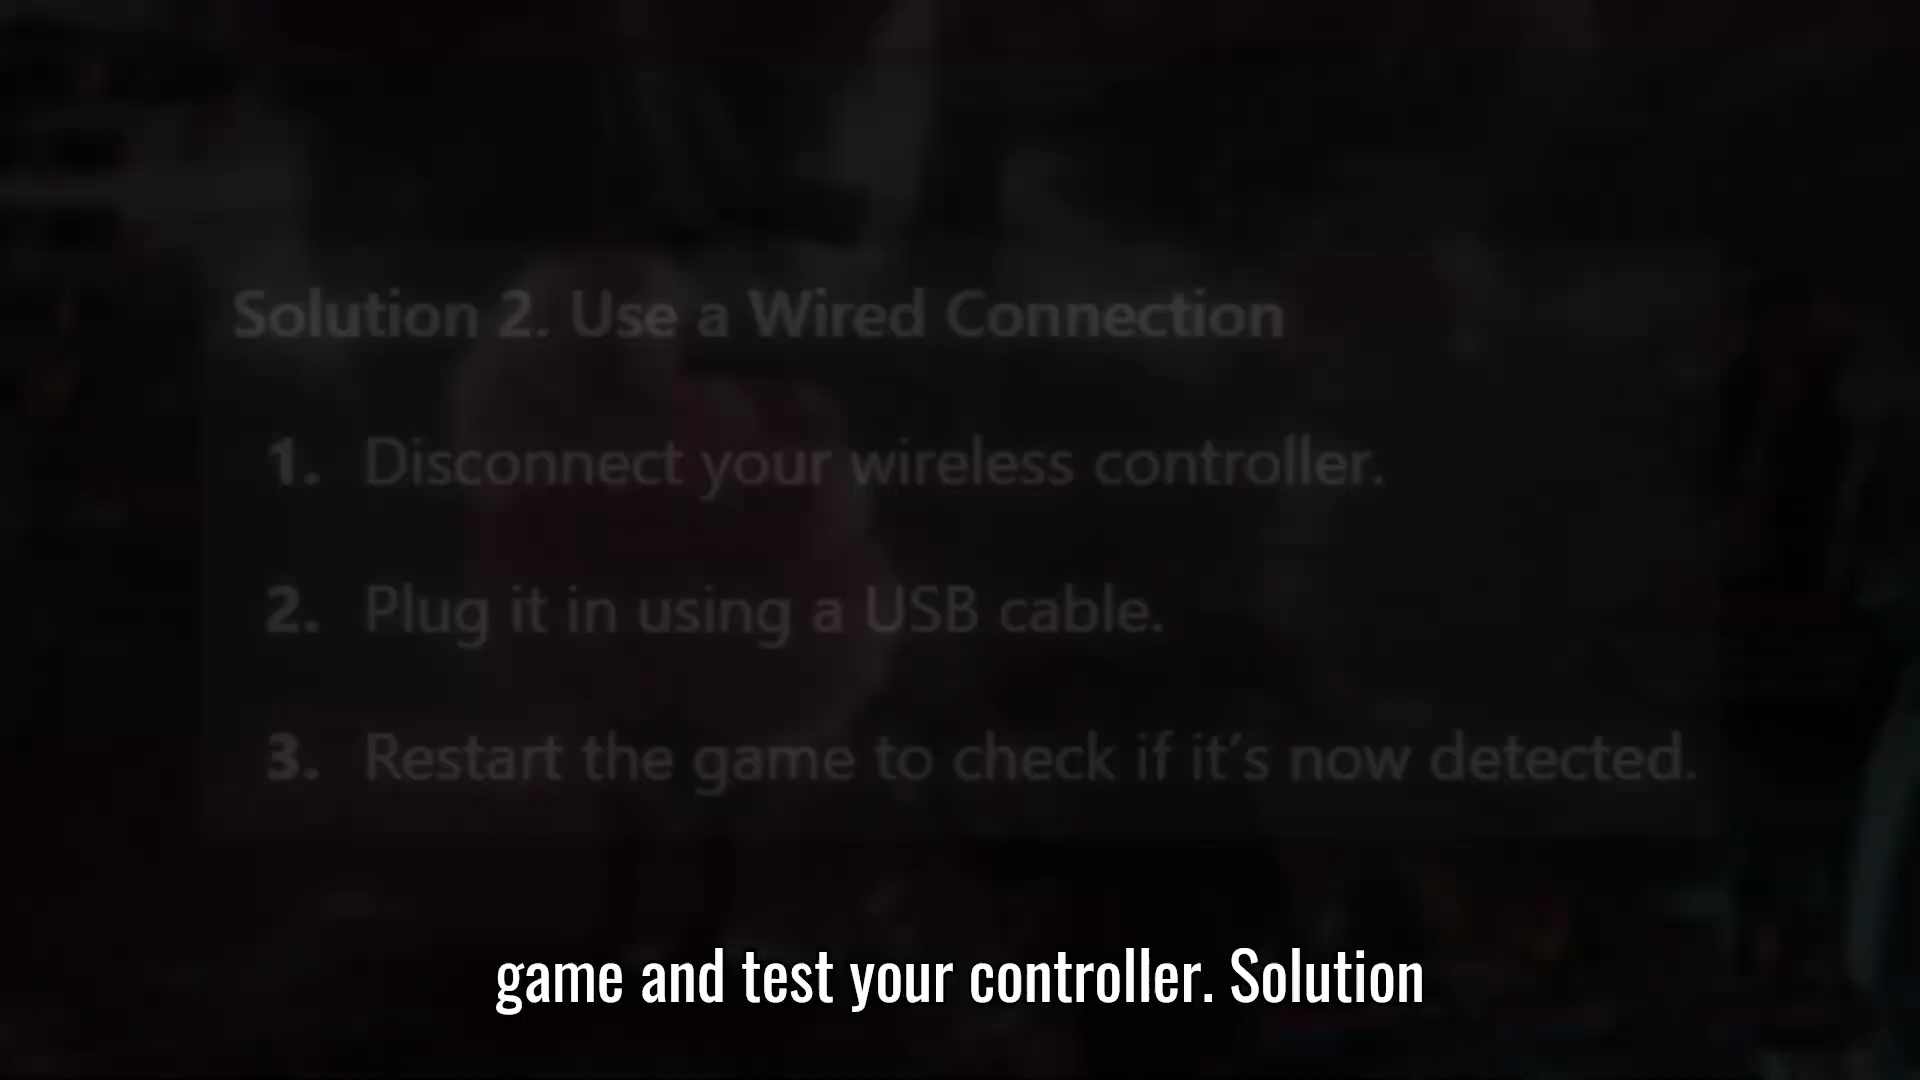 Solution 2. Use a Wired Connection
1. Disconnect your wireless controller.
2. Plug it in using a USB cable.
3. Restart the game to check if it’s now detected.
game and test your controller. Solution